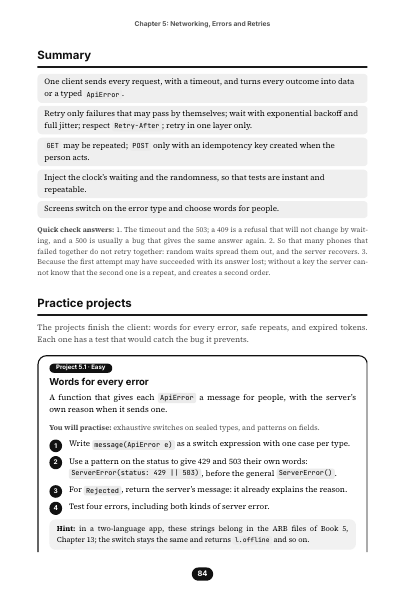 Chapter 5: Networking, Errors and Retries
Summary
One client sends every request, with a timeout, and turns every outcome into data
or a typed ApiError.
Retry only failures that may pass by themselves; wait with exponential backoff and
full jitter; respect Retry-After; retry in one layer only.
GET may be repeated; POST only with an idempotency key created when the
person acts.
Inject the clock's waiting and the randomness, so that tests are instant and
repeatable.
Screens switch on the error type and choose words for people.
Quick check answers: 1. The timeout and the 503; a 409 is a refusal that will not change by wait-
ing, and a 500 is usually a bug that gives the same answer again. 2. So that many phones that
failed together do not retry together: random waits spread them out, and the server recovers. 3.
Because the first attempt may have succeeded with its answer lost; without a key the server can-
not know that the second one is a repeat, and creates a second order.
Practice projects
The projects finish the client: words for every error, safe repeats, and expired tokens.
Each one has a test that would catch the bug it prevents.
Project 5.1 · Easy
Words for every error
A function that gives each ApiError a message for people, with the server's
own reason when it sends one.
You will practise: exhaustive switches on sealed types, and patterns on fields.
1 Write message(ApiError e) as a switch expression with one case per type.
2 Use a pattern on the status to give 429 and 503 their own words:
ServerError(status: 429 || 503), before the general ServerError().
3 For Rejected, return the server's message: it already explains the reason.
4 Test four errors, including both kinds of server error.
Hint: in a two-language app, these strings belong in the ARB files of Book 5,
Chapter 13; the switch stays the same and returns l.offline and so on.
84